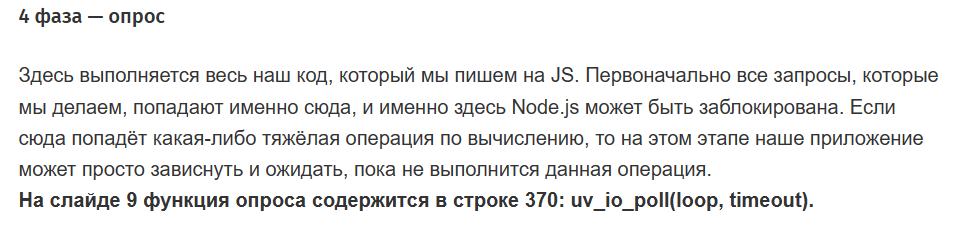 4 фаза — опрос
Здесь выполняется весь наш код, который мы пишем на JS. Первоначально все запросы, которые
мы делаем, попадают именно сюда, и именно здесь Node.js может быть заблокирована. Если
сюда попадёт какая-либо тяжёлая операция по вычислению, то на этом этапе наше приложение
может просто зависнуть и ожидать, пока не выполнится данная операция.
На слайде 9 функция опроса содержится в строке 370: uv_io_poll(loop, timeout).